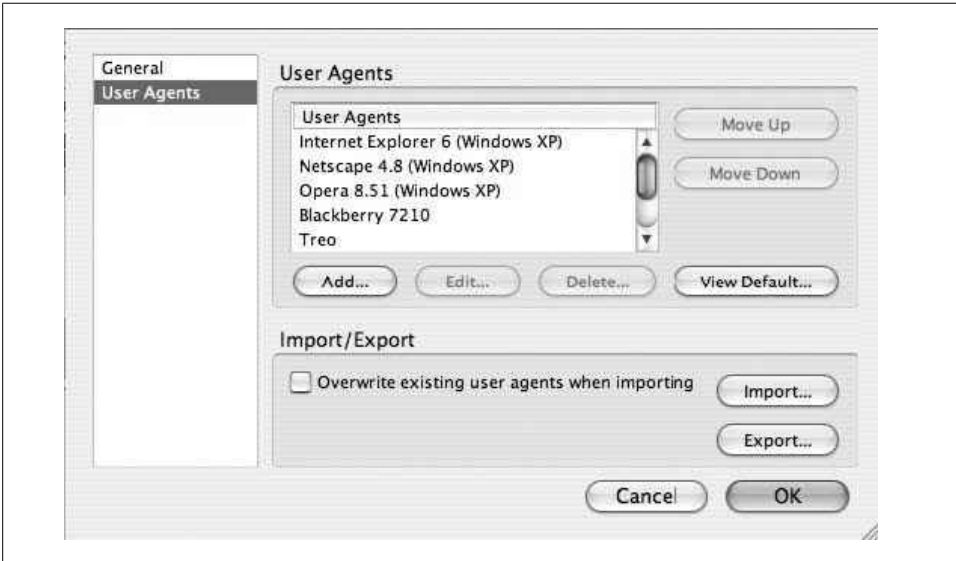 General
User Agents
User Agents
User Agents
Internet Explorer 6 (Windows XP)
Netscape 4.8 (Windows XP)
Opera 8.51 (Windows XP)
Blackberry 7210
Treo
Move Up
Move Down
Add...
Edit...
Delete...
View Default...
Import/Export
Overwrite existing user agents when importing
Import...
Export...
Cancel
OK